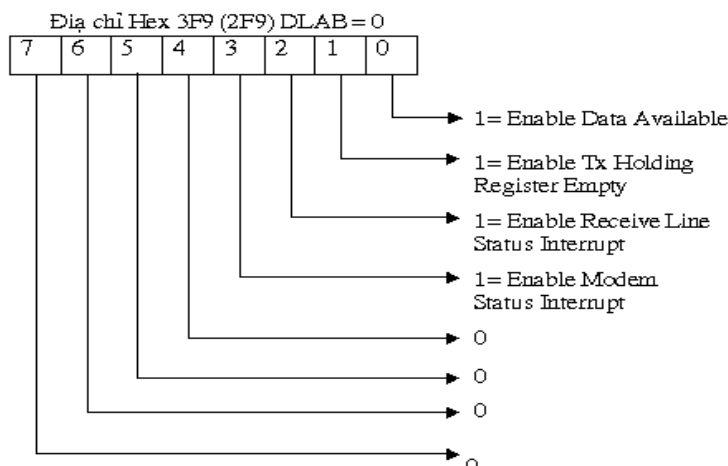 Địa chỉ Hex 3F9 (2F9) DLAB = 0
7 6 5 4 3 2 1 0
1= Enable Data Available
1= Enable Tx Holding
Register Empty
1= Enable Receive Line
Status Interrupt
1= Enable Modem
Status Interrupt
0
0
0
0